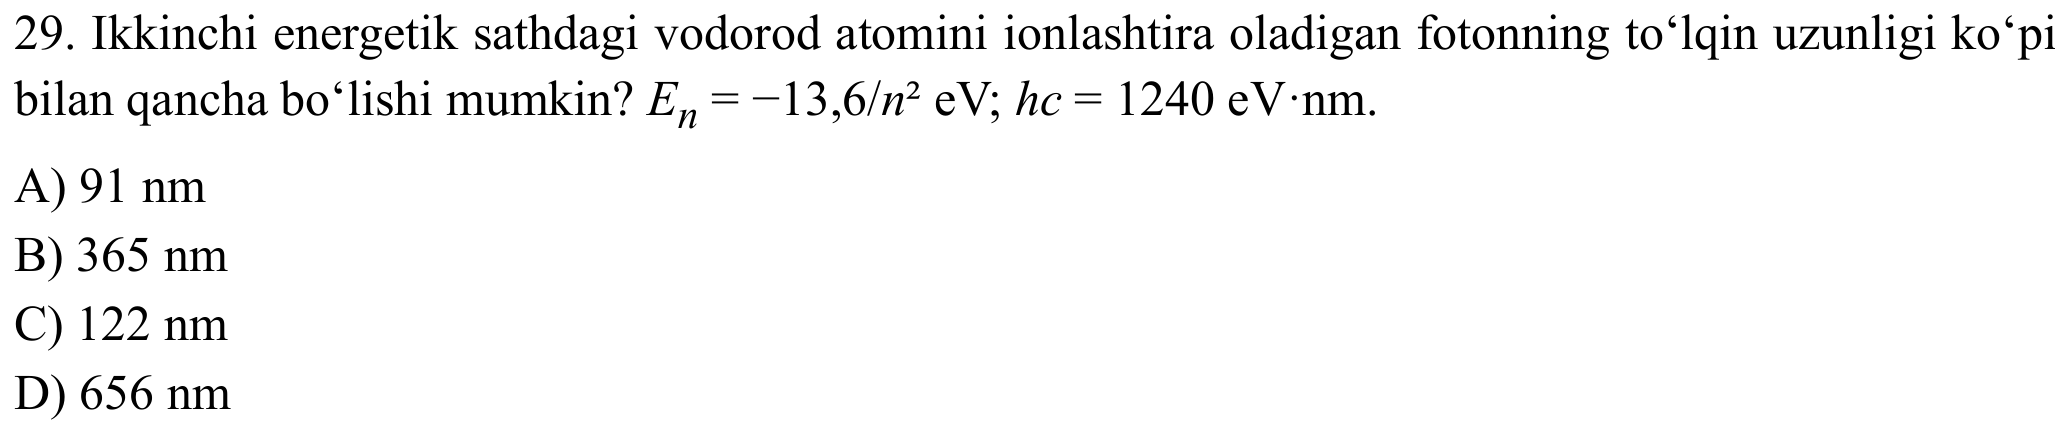 29. Ikkinchi energetik sathdagi vodorod atomini ionlashtira oladigan fotonning to‘lqin uzunligi ko‘pi
bilan qancha bo‘lishi mumkin? Eₙ = −13,6/n² eV; hc = 1240 eV·nm.
A) 91 nm
B) 365 nm
C) 122 nm
D) 656 nm